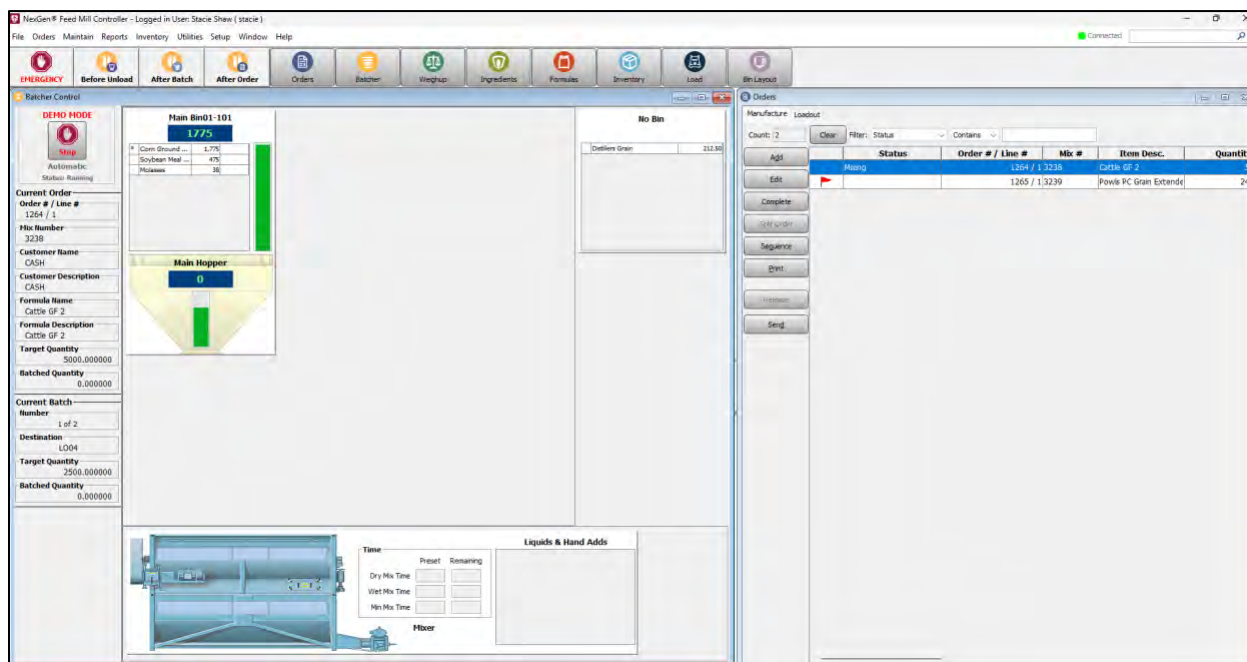 NexGen® Feed Mill Controller - Logged in User: Stacie Shaw ( stacie )
File Orders Maintain Reports Inventory Utilities Setup Window Help
Connected
EMERGENCY Before Unload After Batch After Order Orders Batcher Weighup Ingredients Formulas Inventory Load Bin Layout
Batcher Control
DEMO MODE
Stop
Automatic
Status: Running
Current Order
Order # / Line #
1264 / 1
Mix Number
3238
Customer Name
CASH
Customer Description
CASH
Formula Name
Cattle GF 2
Formula Description
Cattle GF 2
Target Quantity
5000.000000
Batched Quantity
0.000000
Current Batch
Number
1 of 2
Destination
LO04
Target Quantity
2500.000000
Batched Quantity
0.000000
Main Bin01-101
1775
* Corn Ground ... 1,775
Soybean Meal ... 475
Molasses 38
Main Hopper
0
No Bin
Distillers Grain 212.50
Time
Preset Remaining
Dry Mix Time
Wet Mix Time
Min Mix Time
Mixer
Liquids & Hand Adds
Orders
Manufacture Loadout
Count: 2 Clear Filter: Status Contains
Add
Edit
Complete
Sequence
Print
Send
Status Order # / Line # Mix # Item Desc. Quantit
Mixing 1264 / 1 3238 Cattle GF 2
1265 / 1 3239 Powis PC Grain Extende 24